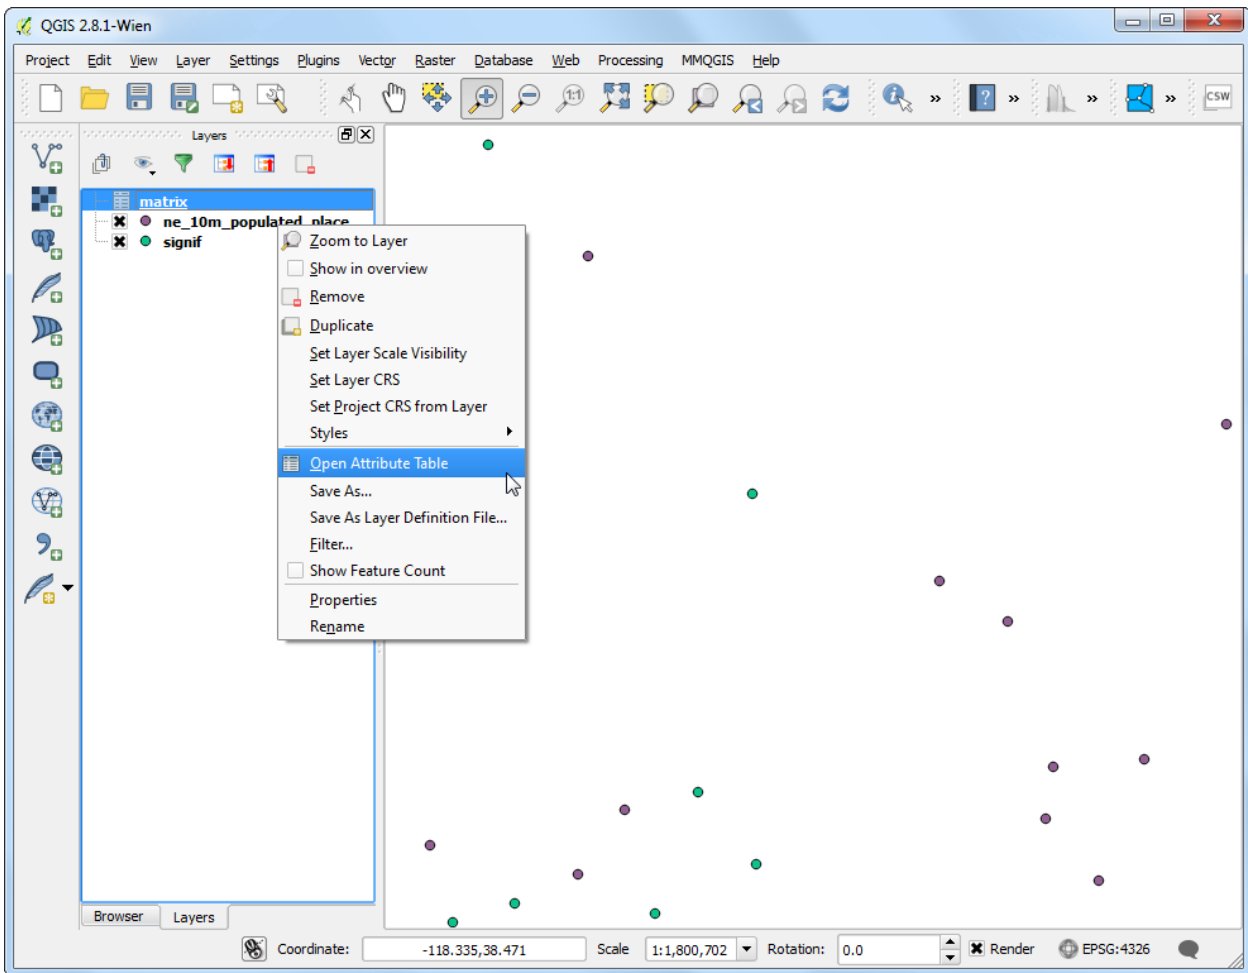 QGIS 2.8.1-Wien
Project Edit View Layer Settings Plugins Vector Raster Database Web Processing MMQGIS Help
1:1 » ? » » » CSW
Layers
matrix
ne_10m_populated_place
signif
Zoom to Layer
Show in overview
Remove
Duplicate
Set Layer Scale Visibility
Set Layer CRS
Set Project CRS from Layer
Styles
Open Attribute Table
Save As...
Save As Layer Definition File...
Filter...
Show Feature Count
Properties
Rename
Browser Layers
Coordinate: -118.335,38.471 Scale 1:1,800,702 Rotation: 0.0 Render EPSG:4326